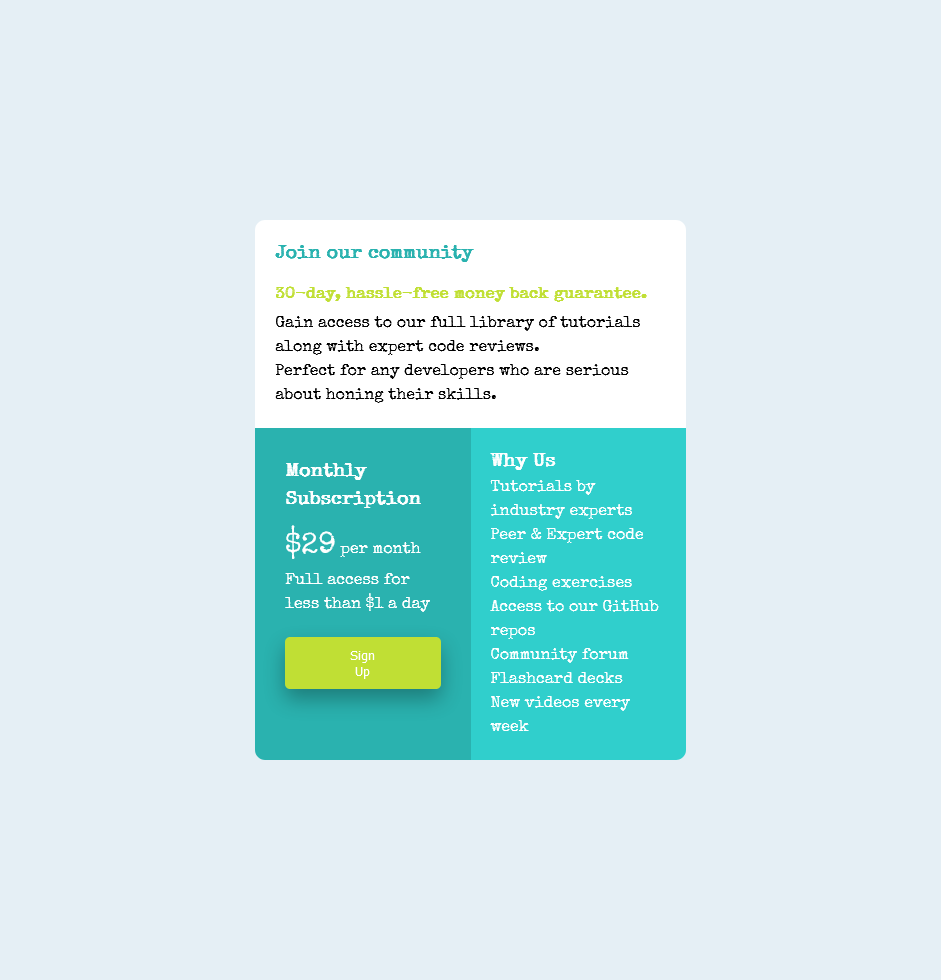 Join our community
30-day, hassle-free money back guarantee.
Gain access to our full library of tutorials
along with expert code reviews.
Perfect for any developers who are serious
about honing their skills.
Monthly
Subscription
$29 per month
Full access for
less than $1 a day
Sign
Up
Why Us
Tutorials by
industry experts
Peer & Expert code
review
Coding exercises
Access to our GitHub
repos
Community forum
Flashcard decks
New videos every
week